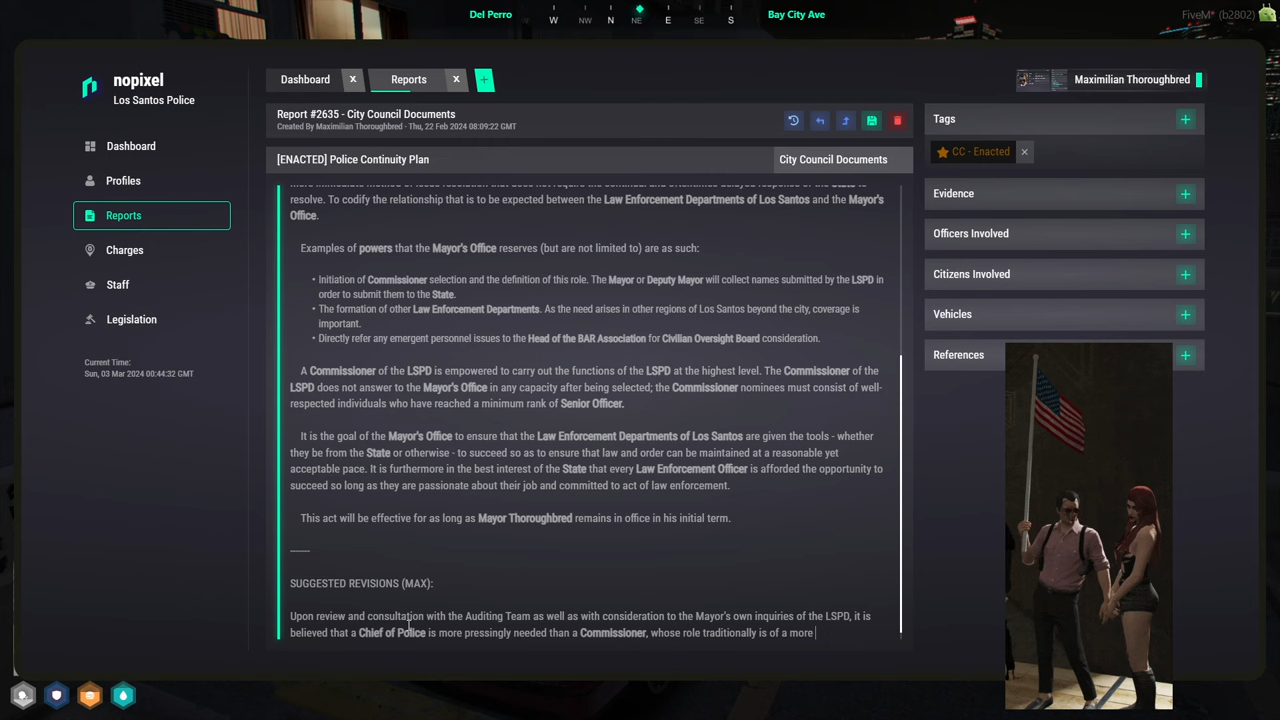 Del Perro
W NW N NE E SE S
Bay City Ave
FiveM* (b2802)
nopixel
Los Santos Police
Dashboard
Profiles
Reports
Charges
Staff
Legislation
Current Time:
Sun, 03 Mar 2024 00:44:32 GMT
Dashboard x Reports x +
Maximilian Thoroughbred
Report #2635 - City Council Documents
Created By Maximilian Thoroughbred · Thu, 22 Feb 2024 08:09:22 GMT
[ENACTED] Police Continuity Plan
City Council Documents
resolve. To codify the relationship that is to be expected between the Law Enforcement Departments of Los Santos and the Mayor's
Office.
Examples of powers that the Mayor's Office reserves (but are not limited to) are as such:
• Initiation of Commissioner selection and the definition of this role. The Mayor or Deputy Mayor will collect names submitted by the LSPD in
order to submit them to the State.
• The formation of other Law Enforcement Departments. As the need arises in other regions of Los Santos beyond the city, coverage is
important.
• Directly refer any emergent personnel issues to the Head of the BAR Association for Civilian Oversight Board consideration.
A Commissioner of the LSPD is empowered to carry out the functions of the LSPD at the highest level. The Commissioner of the
LSPD does not answer to the Mayor's Office in any capacity after being selected; the Commissioner nominees must consist of well-
respected individuals who have reached a minimum rank of Senior Officer.
It is the goal of the Mayor's Office to ensure that the Law Enforcement Departments of Los Santos are given the tools - whether
they be from the State or otherwise - to succeed so as to ensure that law and order can be maintained at a reasonable yet
acceptable pace. It is furthermore in the best interest of the State that every Law Enforcement Officer is afforded the opportunity to
succeed so long as they are passionate about their job and committed to act of law enforcement.
This act will be effective for as long as Mayor Thoroughbred remains in office in his initial term.
____
SUGGESTED REVISIONS (MAX):
Upon review and consultation with the Auditing Team as well as with consideration to the Mayor's own inquiries of the LSPD, it is
believed that a Chief of Police is more pressingly needed than a Commissioner, whose role traditionally is of a more
Tags +
CC - Enacted x
Evidence +
Officers Involved +
Citizens Involved +
Vehicles +
References +